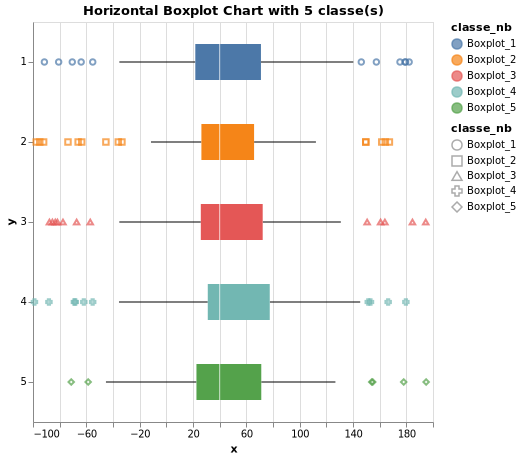 Horizontal Boxplot Chart with 5 classe(s)
classe_nb
Boxplot_1
Boxplot_2
Boxplot_3
Boxplot_4
Boxplot_5
classe_nb
Boxplot_1
Boxplot_2
Boxplot_3
Boxplot_4
Boxplot_5
y
1
2
3
4
5
−100 −60 −20 20 60 100 140 180
x